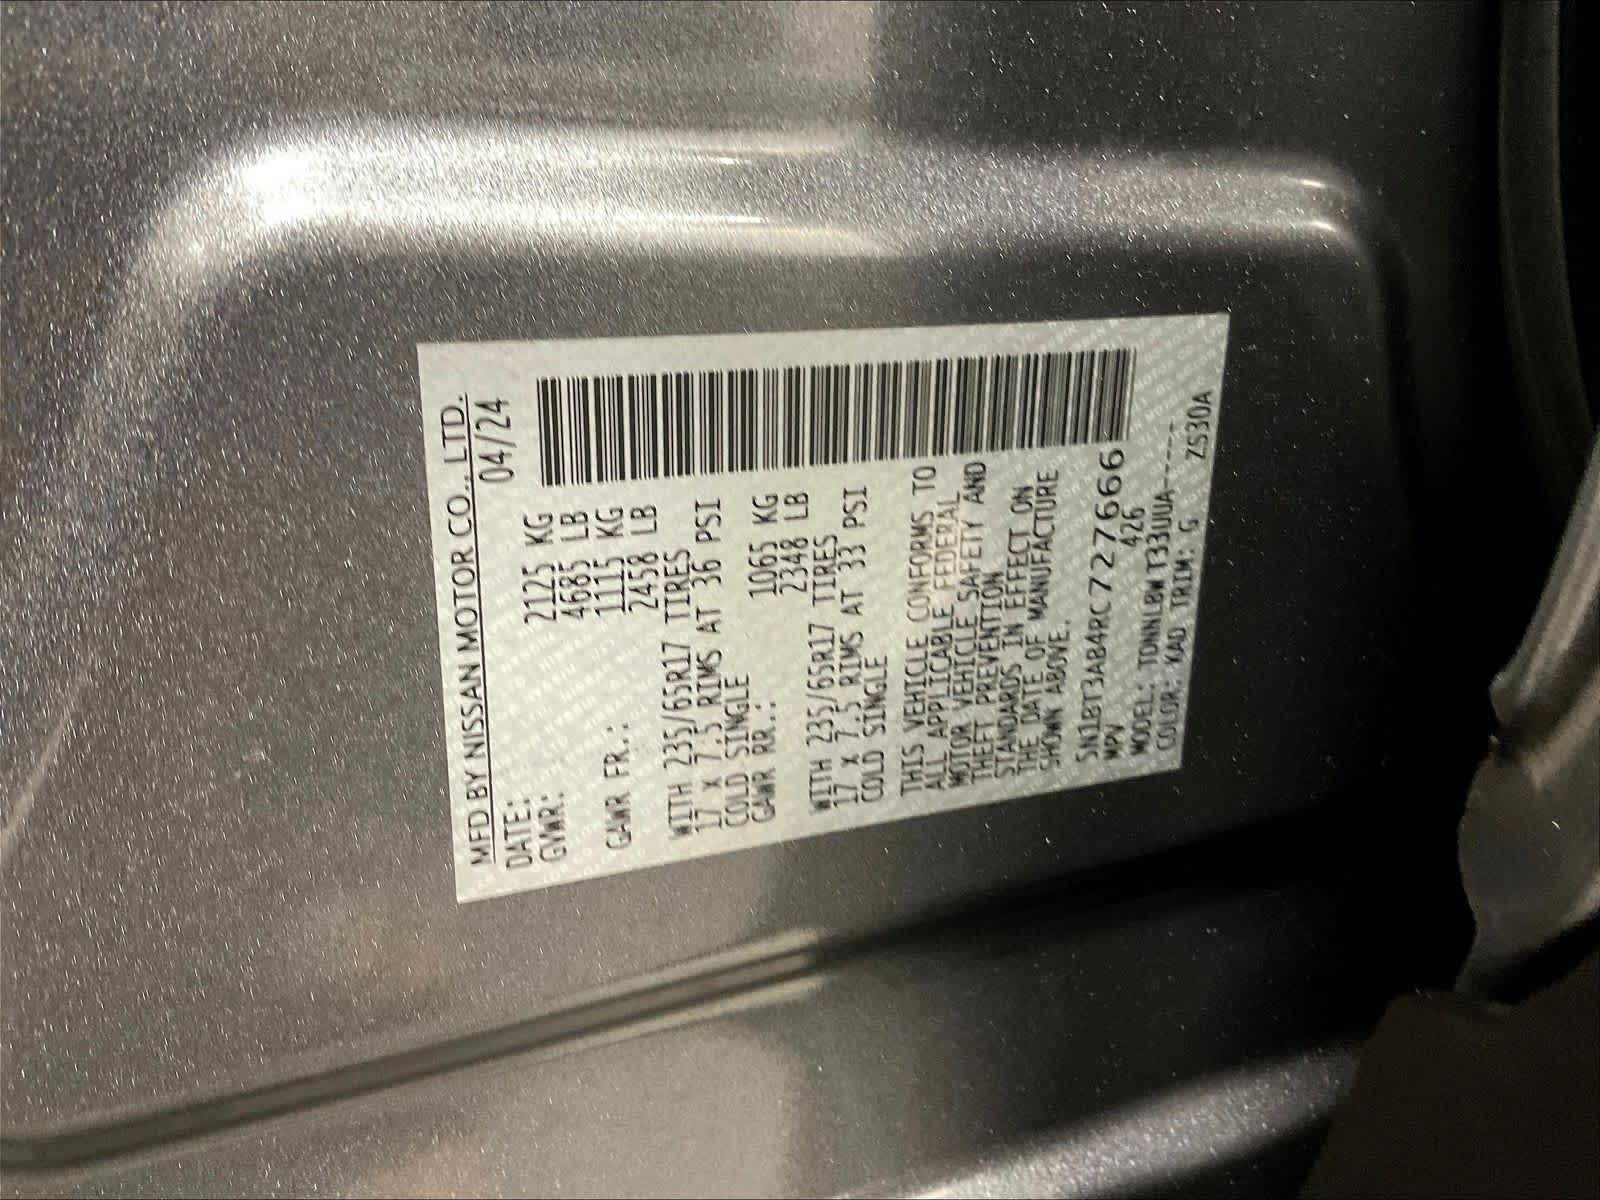 MFD BY NISSAN MOTOR CO., LTD.
DATE: 04/24
GVWR: 2125 KG
4685 LB
GAWR FR.: 1115 KG
2458 LB
WITH 235/65R17 TIRES
17 X 7.5 RIMS AT 36 PSI
COLD SINGLE
GAWR RR.: 1065 KG
2348 LB
WITH 235/65R17 TIRES
17 X 7.5 RIMS AT 33 PSI
COLD SINGLE
THIS VEHICLE CONFORMS TO
ALL APPLICABLE FEDERAL
MOTOR VEHICLE SAFETY AND
THEFT PREVENTION
STANDARDS IN EFFECT ON
THE DATE OF MANUFACTURE
SHOWN ABOVE.
5N1BT3AB4RC727666
MPV 426
MODEL: TDNNLBW T33UUA-----
COLOR: KAD TRIM: G ZS30A